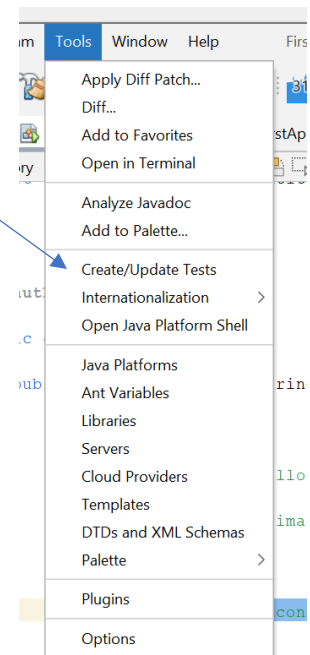 Tools Window Help
Apply Diff Patch...
Diff...
Add to Favorites
Open in Terminal
Analyze Javadoc
Add to Palette...
Create/Update Tests
Internationalization
Open Java Platform Shell
Java Platforms
Ant Variables
Libraries
Servers
Cloud Providers
Templates
DTDs and XML Schemas
Palette
Plugins
Options